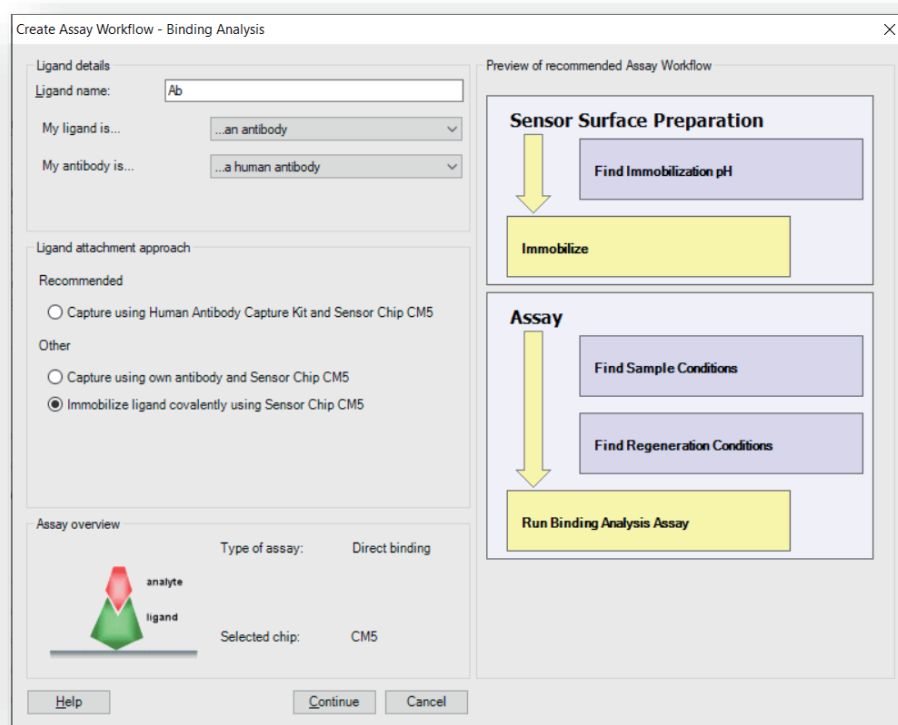 Create Assay Workflow - Binding Analysis
Ligand details
Ligand name: Ab
My ligand is... ...an antibody
My antibody is... ...a human antibody
Ligand attachment approach
Recommended
Capture using Human Antibody Capture Kit and Sensor Chip CM5
Other
Capture using own antibody and Sensor Chip CM5
Immobilize ligand covalently using Sensor Chip CM5
Assay overview
Type of assay: Direct binding
analyte
ligand
Selected chip: CM5
Help Continue Cancel
Preview of recommended Assay Workflow
Sensor Surface Preparation
Find Immobilization pH
Immobilize
Assay
Find Sample Conditions
Find Regeneration Conditions
Run Binding Analysis Assay